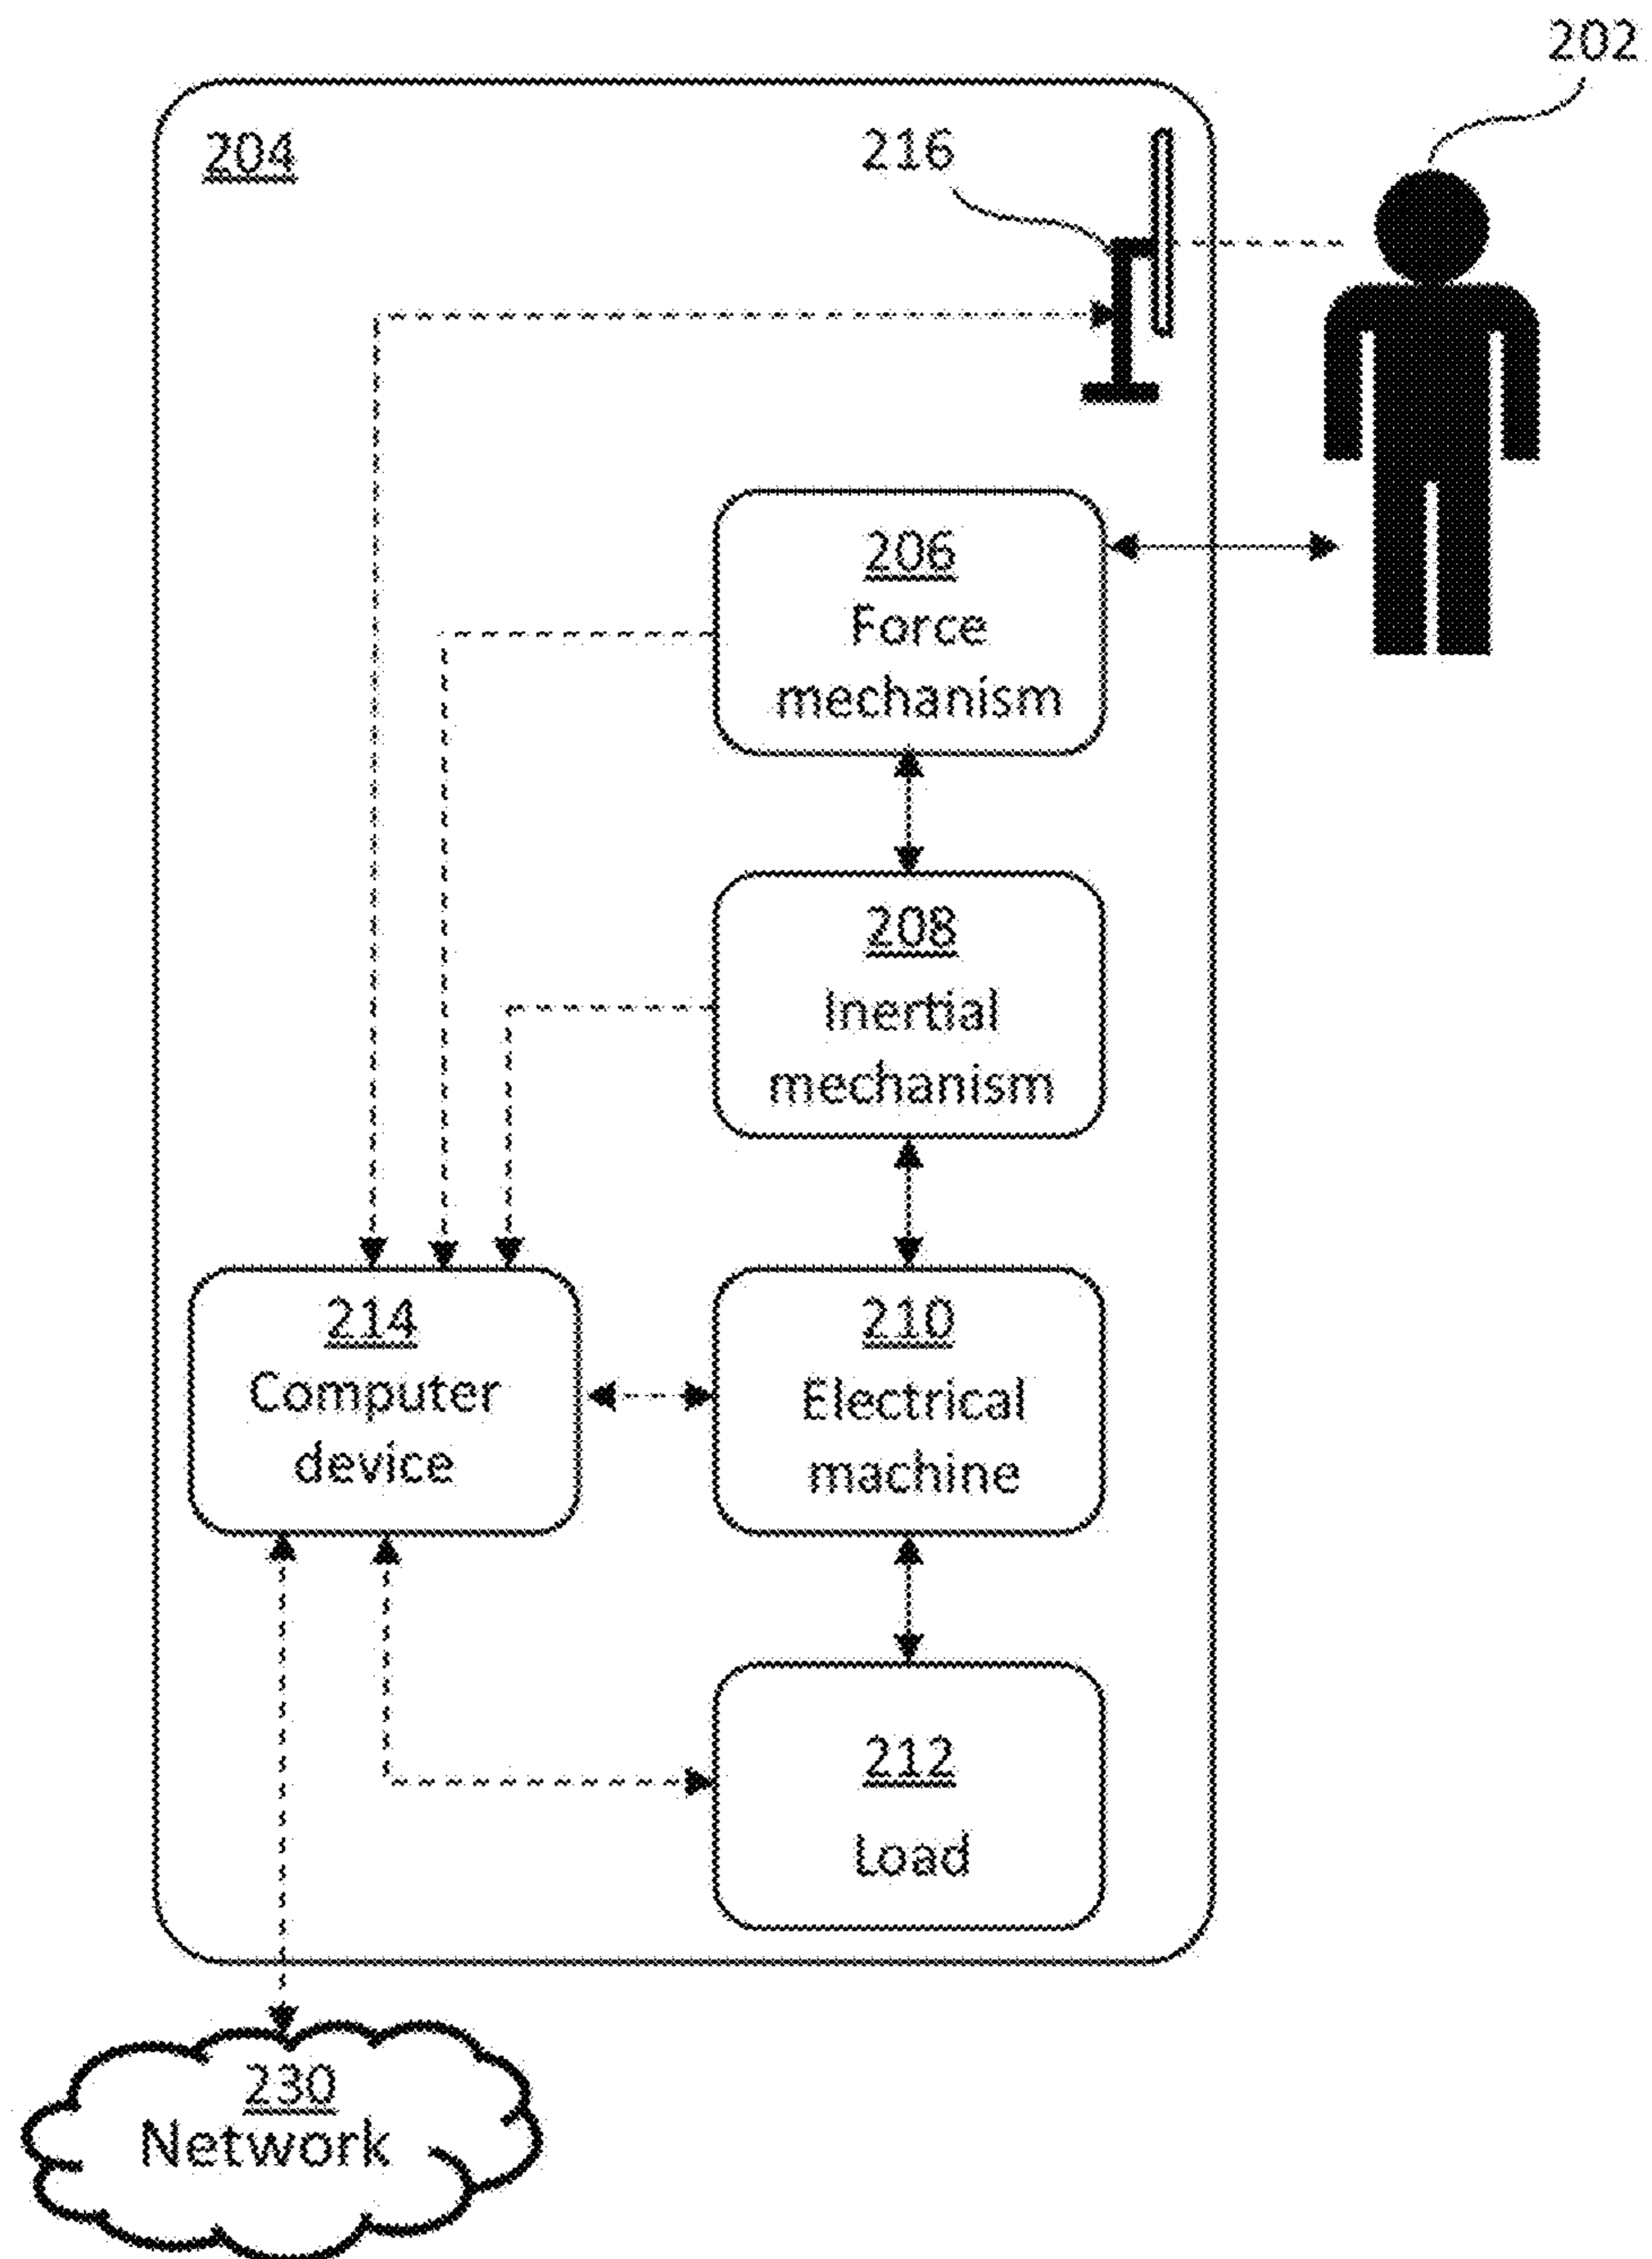 202
204
216
206
Force
mechanism
208
Inertial
mechanism
214
Computer
device
210
Electrical
machine
212
Load
230
Network